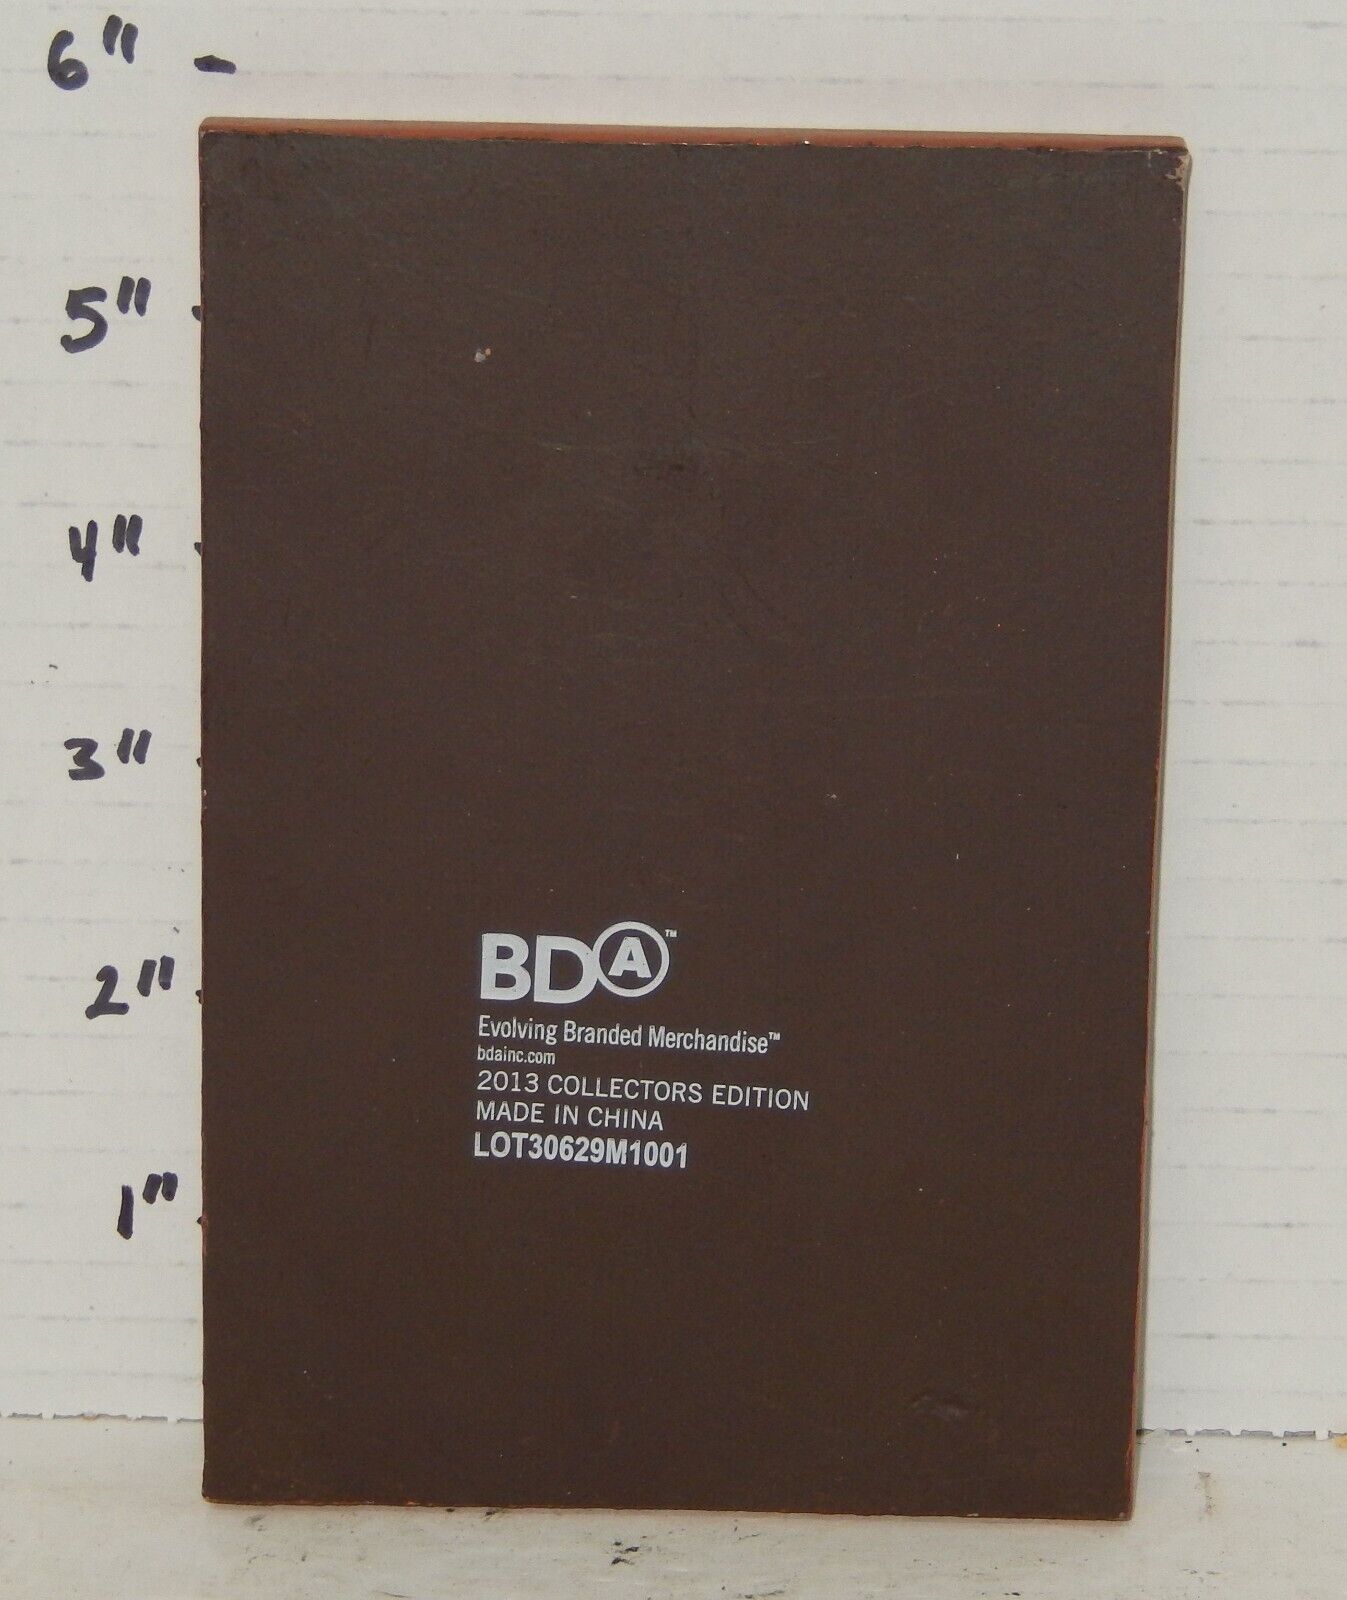 6"
5"
4"
3"
2"
1"
BDA™
Evolving Branded Merchandise™
bdainc.com
2013 COLLECTORS EDITION
MADE IN CHINA
LOT30629M1001